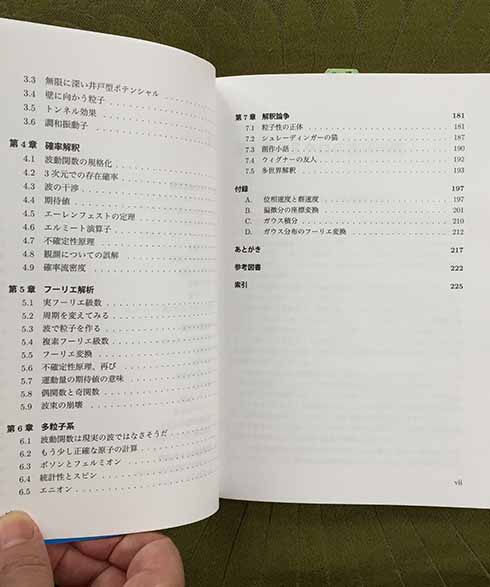 3.3 無限に深い井戸型ポテンシャル
3.4 壁に向かう粒子
3.5 トンネル効果
3.6 調和振動子
第4章 確率解釈
4.1 波動関数の規格化
4.2 3次元での存在確率
4.3 波の干渉
4.4 期待値
4.5 エーレンフェストの定理
4.6 エルミート演算子
4.7 不確定性原理
4.8 観測についての誤解
4.9 確率流密度
第5章 フーリエ解析
5.1 実フーリエ級数
5.2 周期を変えてみる
5.3 波で粒子を作る
5.4 複素フーリエ級数
5.5 フーリエ変換
5.6 不確定性原理、再び
5.7 運動量の期待値の意味
5.8 偶関数と奇関数
5.9 波束の崩壊
第6章 多粒子系
6.1 波動関数は現実の波ではなさそうだ
6.2 もう少し正確な原子の計算
6.3 ボソンとフェルミオン
6.4 統計性とスピン
6.5 エニオン
第7章 解釈論争 181
7.1 粒子性の正体 181
7.2 シュレーディンガーの猫 187
7.3 創作小話 190
7.4 ウィグナーの友人 192
7.5 多世界解釈 193
付録 197
A. 位相速度と群速度 197
B. 偏微分の座標変換 201
C. ガウス積分 210
D. ガウス分布のフーリエ変換 212
あとがき 217
参考図書 222
索引 225
vii